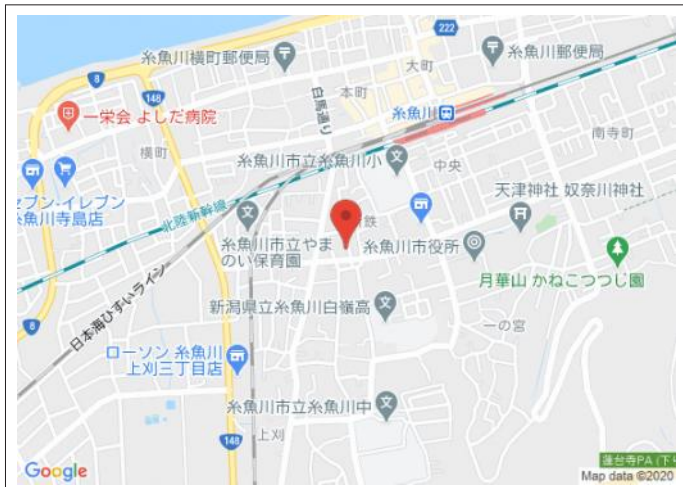 222
糸魚川横町郵便局
糸魚川郵便局
大町
8
148
白馬通り
本町
一栄会 よしだ病院
糸魚川
横町
南寺町
糸魚川市立糸魚川小
中央
セブン-イレブン
糸魚川寺島店
北陸新幹線
天津神社 奴奈川神社
鉄
糸魚川市立やま
のい保育園
糸魚川市役所
月華山 かねこつつじ園
日本海ひすいライン
新潟県立糸魚川白嶺高
8
一の宮
ローソン 糸魚川
上刈三丁目店
糸魚川市立糸魚川中
148
上刈
蓮台寺PA (下り
Google
Map data ©2020